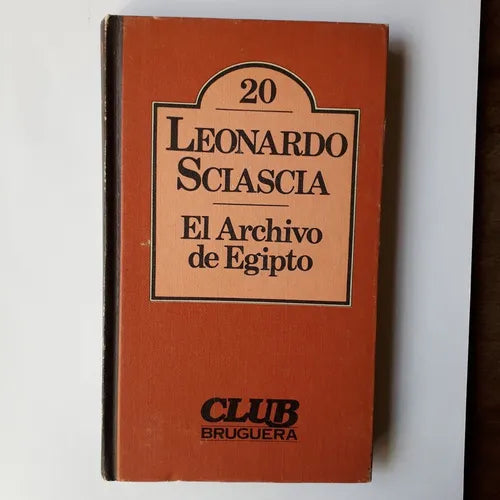 20
LEONARDO
SCIASCIA
El Archivo
de Egipto
CLUB
BRUGUERA